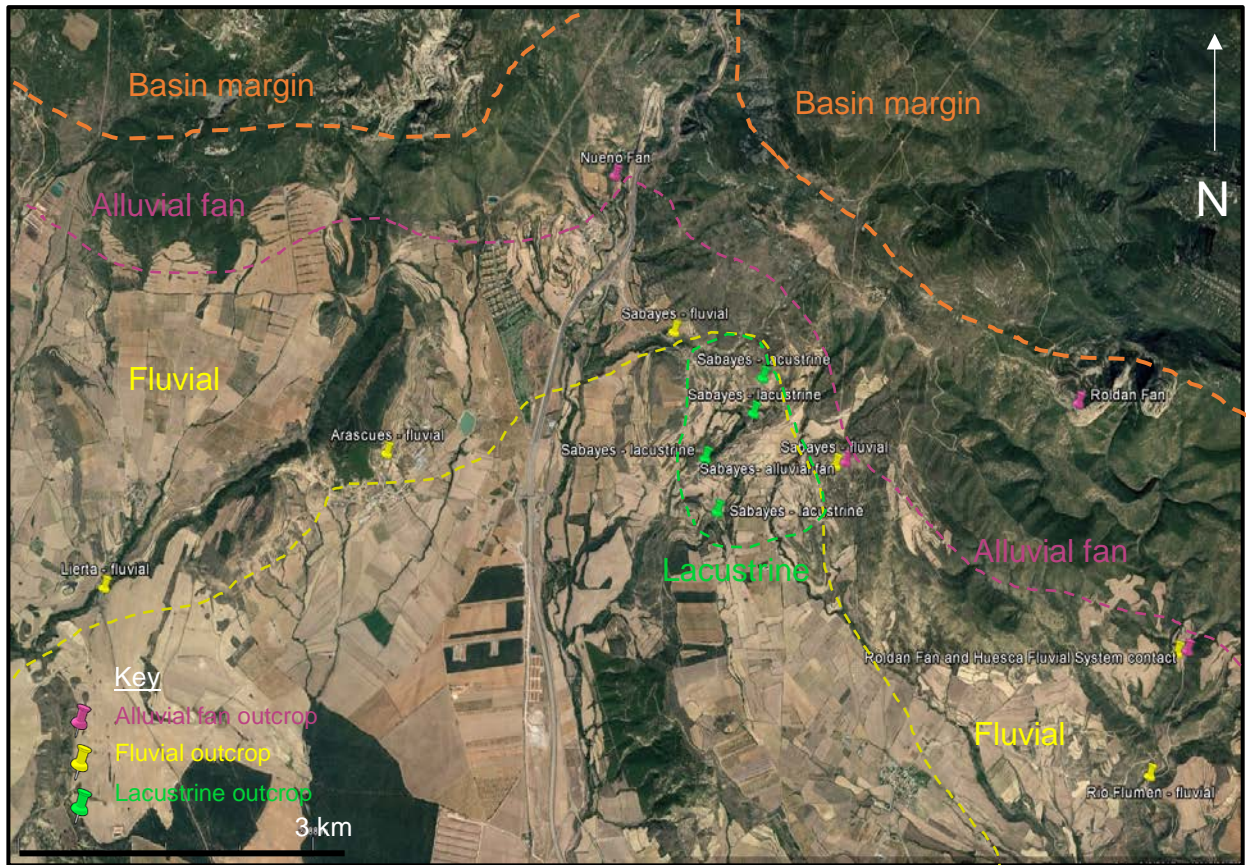 Basin margin
Basin margin
N
Nueno Fan
Alluvial fan
Sabayes - fluvial
Sabayes - lacustrine
Fluvial
Sabayes - lacustrine
Roldan Fan
Arascues - fluvial
Sabayes - lacustrine
Sabayes - fluvial
Sabayes- alluvial fan
Sabayes - lacustrine
Alluvial fan
Lacustrine
Lierta - fluvial
Roldan Fan and Huesca Fluvial System contact
Fluvial
Rio Flumen - fluvial
Key
Alluvial fan outcrop
Fluvial outcrop
Lacustrine outcrop
3 km